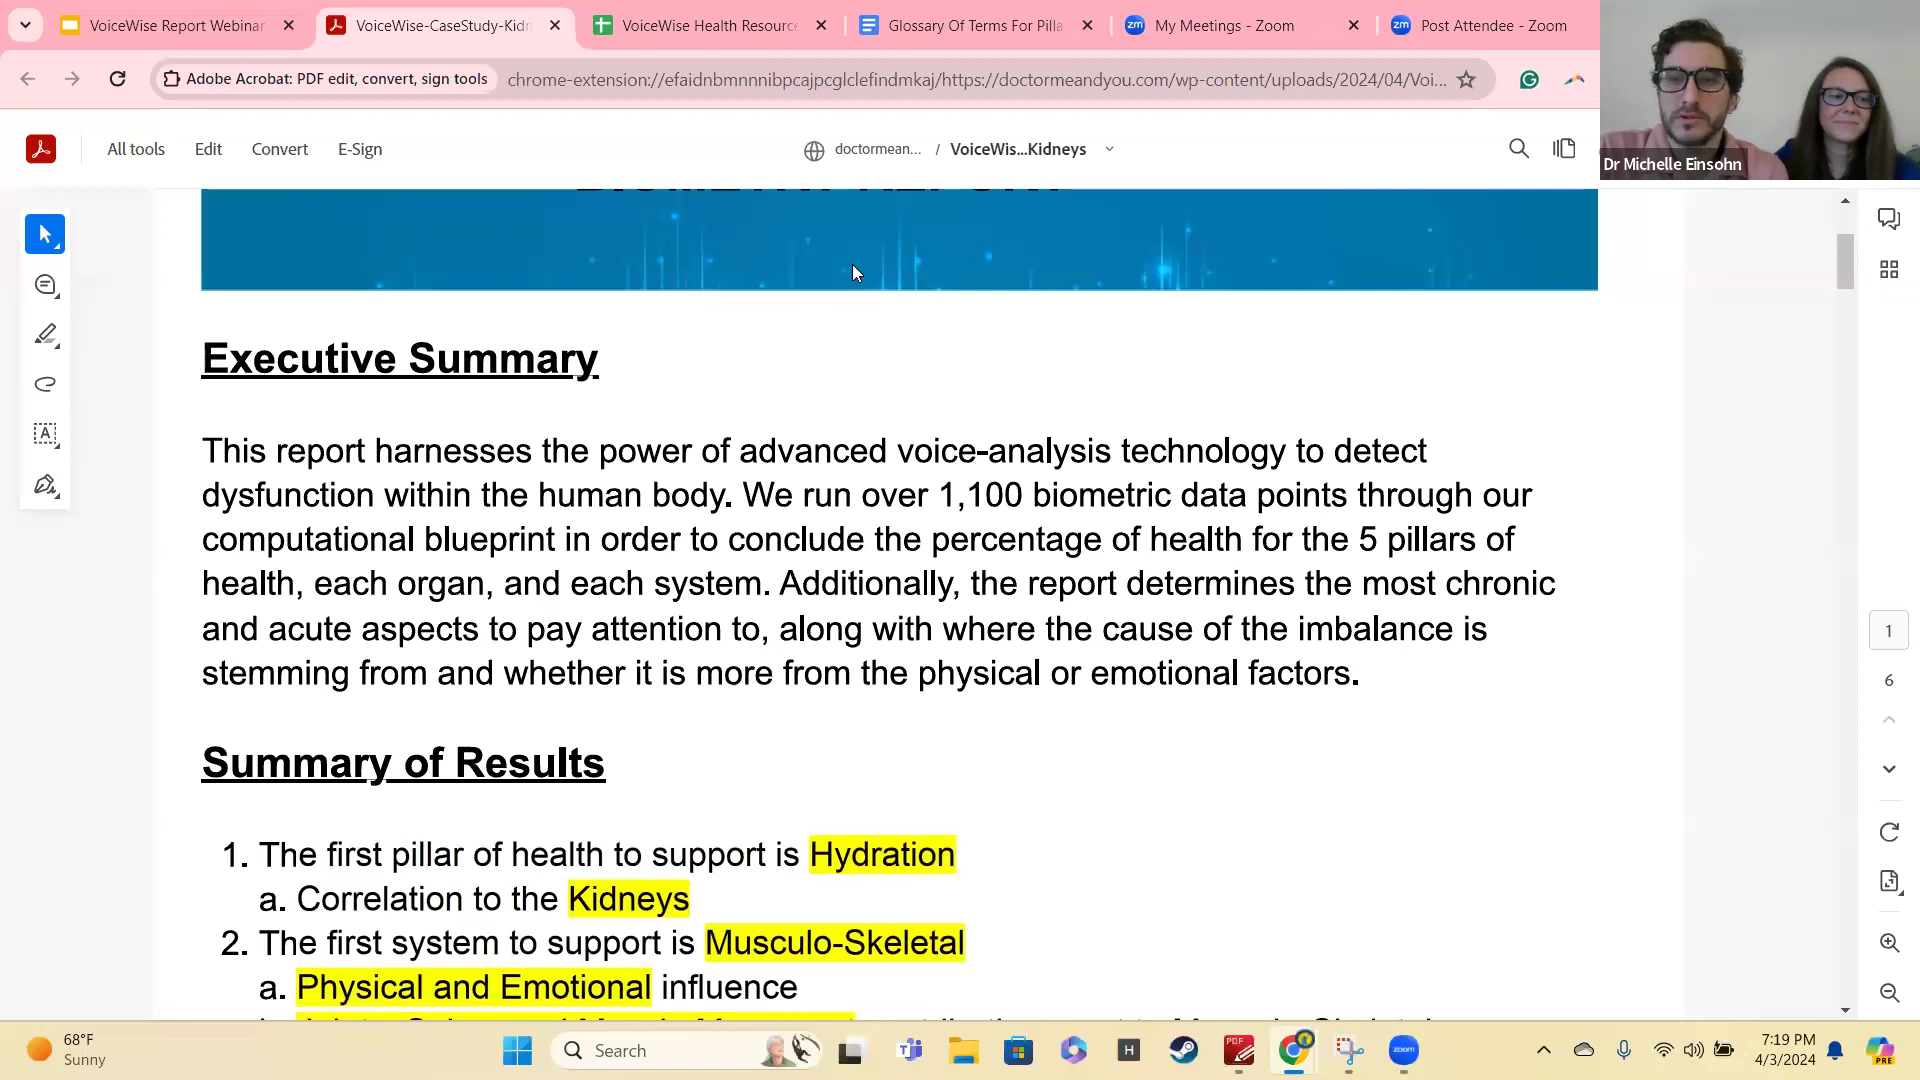 VoiceWise Report Webinar
VoiceWise-CaseStudy-Kidn
VoiceWise Health Resource
Glossary Of Terms For Pilla
My Meetings - Zoom
Post Attendee - Zoom
Adobe Acrobat: PDF edit, convert, sign tools
chrome-extension://efaidnbmnnnibpcajpcglclefindmkaj/https://doctormeandyou.com/wp-content/uploads/2024/04/Voi...
Dr Michelle Einsohn
All tools
Edit
Convert
E-Sign
doctormean... / VoiceWis...Kidneys
Executive Summary
This report harnesses the power of advanced voice-analysis technology to detect
dysfunction within the human body. We run over 1,100 biometric data points through our
computational blueprint in order to conclude the percentage of health for the 5 pillars of
health, each organ, and each system. Additionally, the report determines the most chronic
and acute aspects to pay attention to, along with where the cause of the imbalance is
stemming from and whether it is more from the physical or emotional factors.
Summary of Results
1. The first pillar of health to support is Hydration
a. Correlation to the Kidneys
2. The first system to support is Musculo-Skeletal
a. Physical and Emotional influence
1
6
68°F
Sunny
Search
7:19 PM
4/3/2024